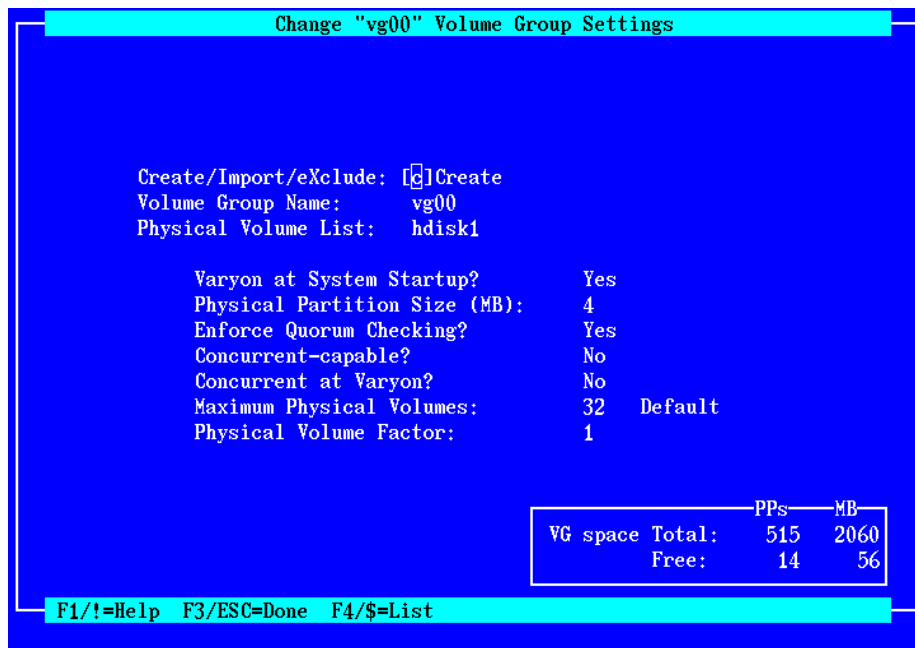 Change "vg00" Volume Group Settings
Create/Import/eXclude: [c]Create
Volume Group Name: vg00
Physical Volume List: hdisk1
Varyon at System Startup? Yes
Physical Partition Size (MB): 4
Enforce Quorum Checking? Yes
Concurrent-capable? No
Concurrent at Varyon? No
Maximum Physical Volumes: 32 Default
Physical Volume Factor: 1
PPs MB
VG space Total: 515 2060
Free: 14 56
F1/!=Help F3/ESC=Done F4/$=List